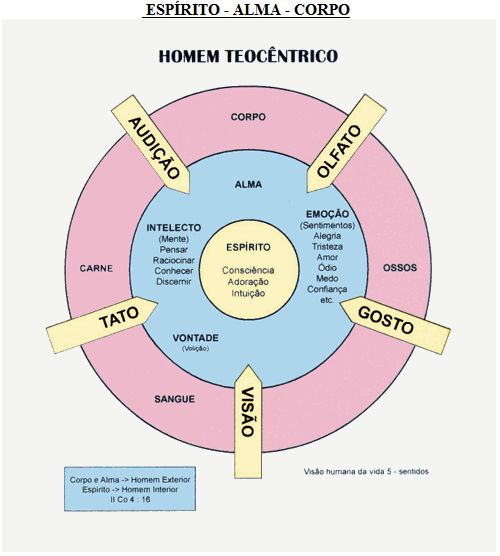 ESPÍRITO - ALMA - CORPO
HOMEM TEOCÊNTRICO
AUDIÇÃO
OLFATO
CORPO
ALMA
INTELECTO
(Mente)
Pensar
Raciocinar
Conhecer
Discernir
EMOÇÃO
(Sentimentos)
Alegria
Tristeza
Amor
Ódio
Medo
Confiança
etc.
ESPÍRITO
Consciência
Adoração
Intuição
CARNE
OSSOS
TATO
GOSTO
VONTADE
(Volição)
VISÃO
SANGUE
Corpo e Alma -> Homem Exterior
Espírito -> Homem Interior
II Co 4 : 16
Visão humana da vida 5 - sentidos